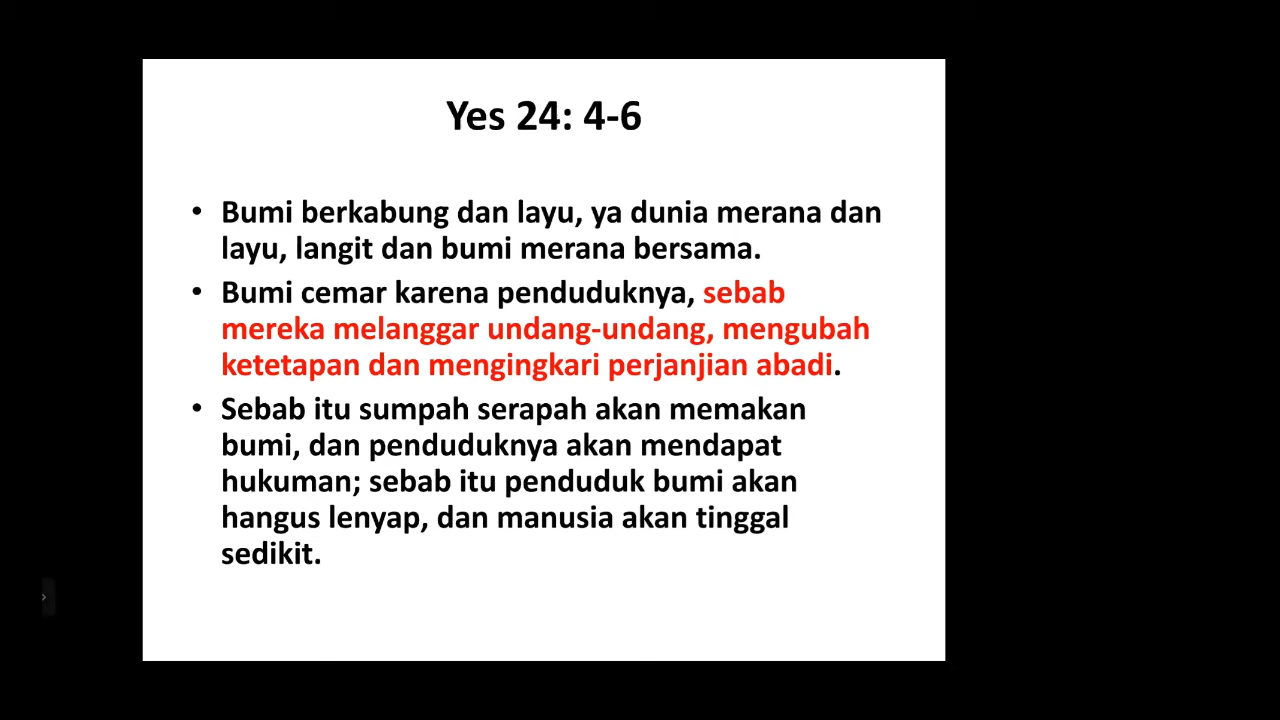 Yes 24: 4-6
• Bumi berkabung dan layu, ya dunia merana dan
layu, langit dan bumi merana bersama.
• Bumi cemar karena penduduknya, sebab
mereka melanggar undang-undang, mengubah
ketetapan dan mengingkari perjanjian abadi.
• Sebab itu sumpah serapah akan memakan
bumi, dan penduduknya akan mendapat
hukuman; sebab itu penduduk bumi akan
hangus lenyap, dan manusia akan tinggal
sedikit.